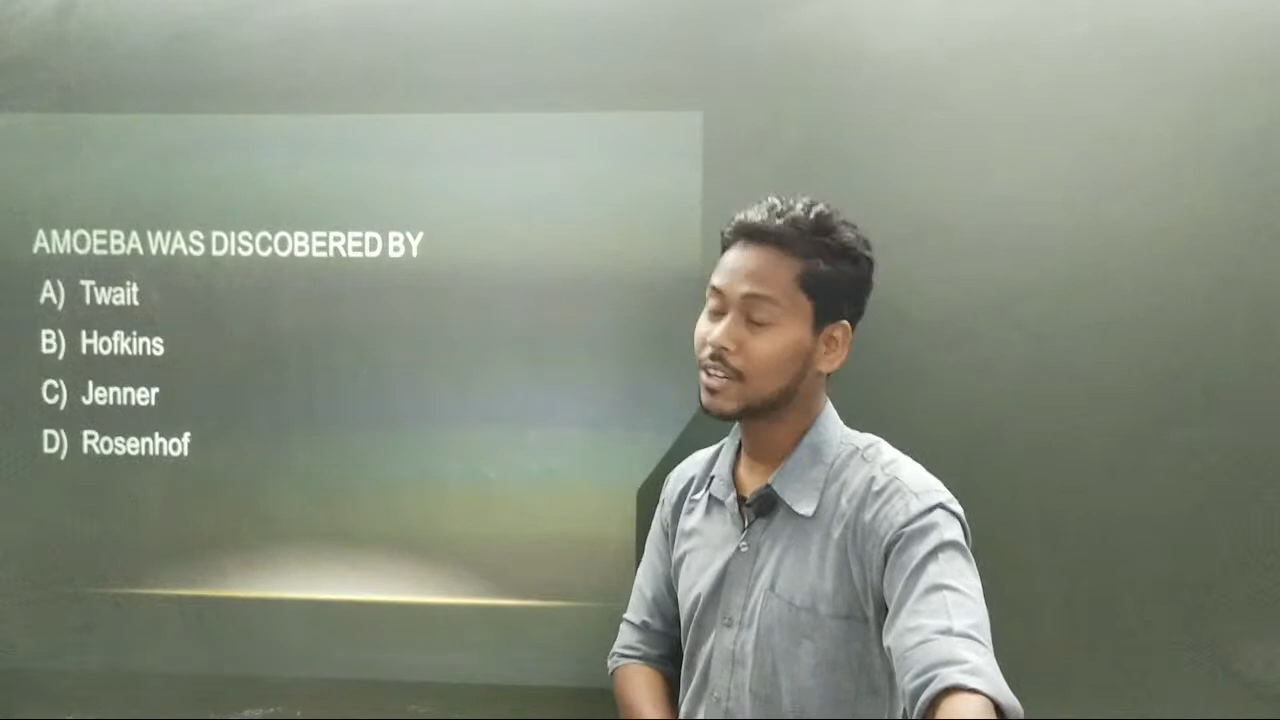 AMOEBA WAS DISCOBERED BY
A) Twait
B) Hofkins
C) Jenner
D) Rosenhof